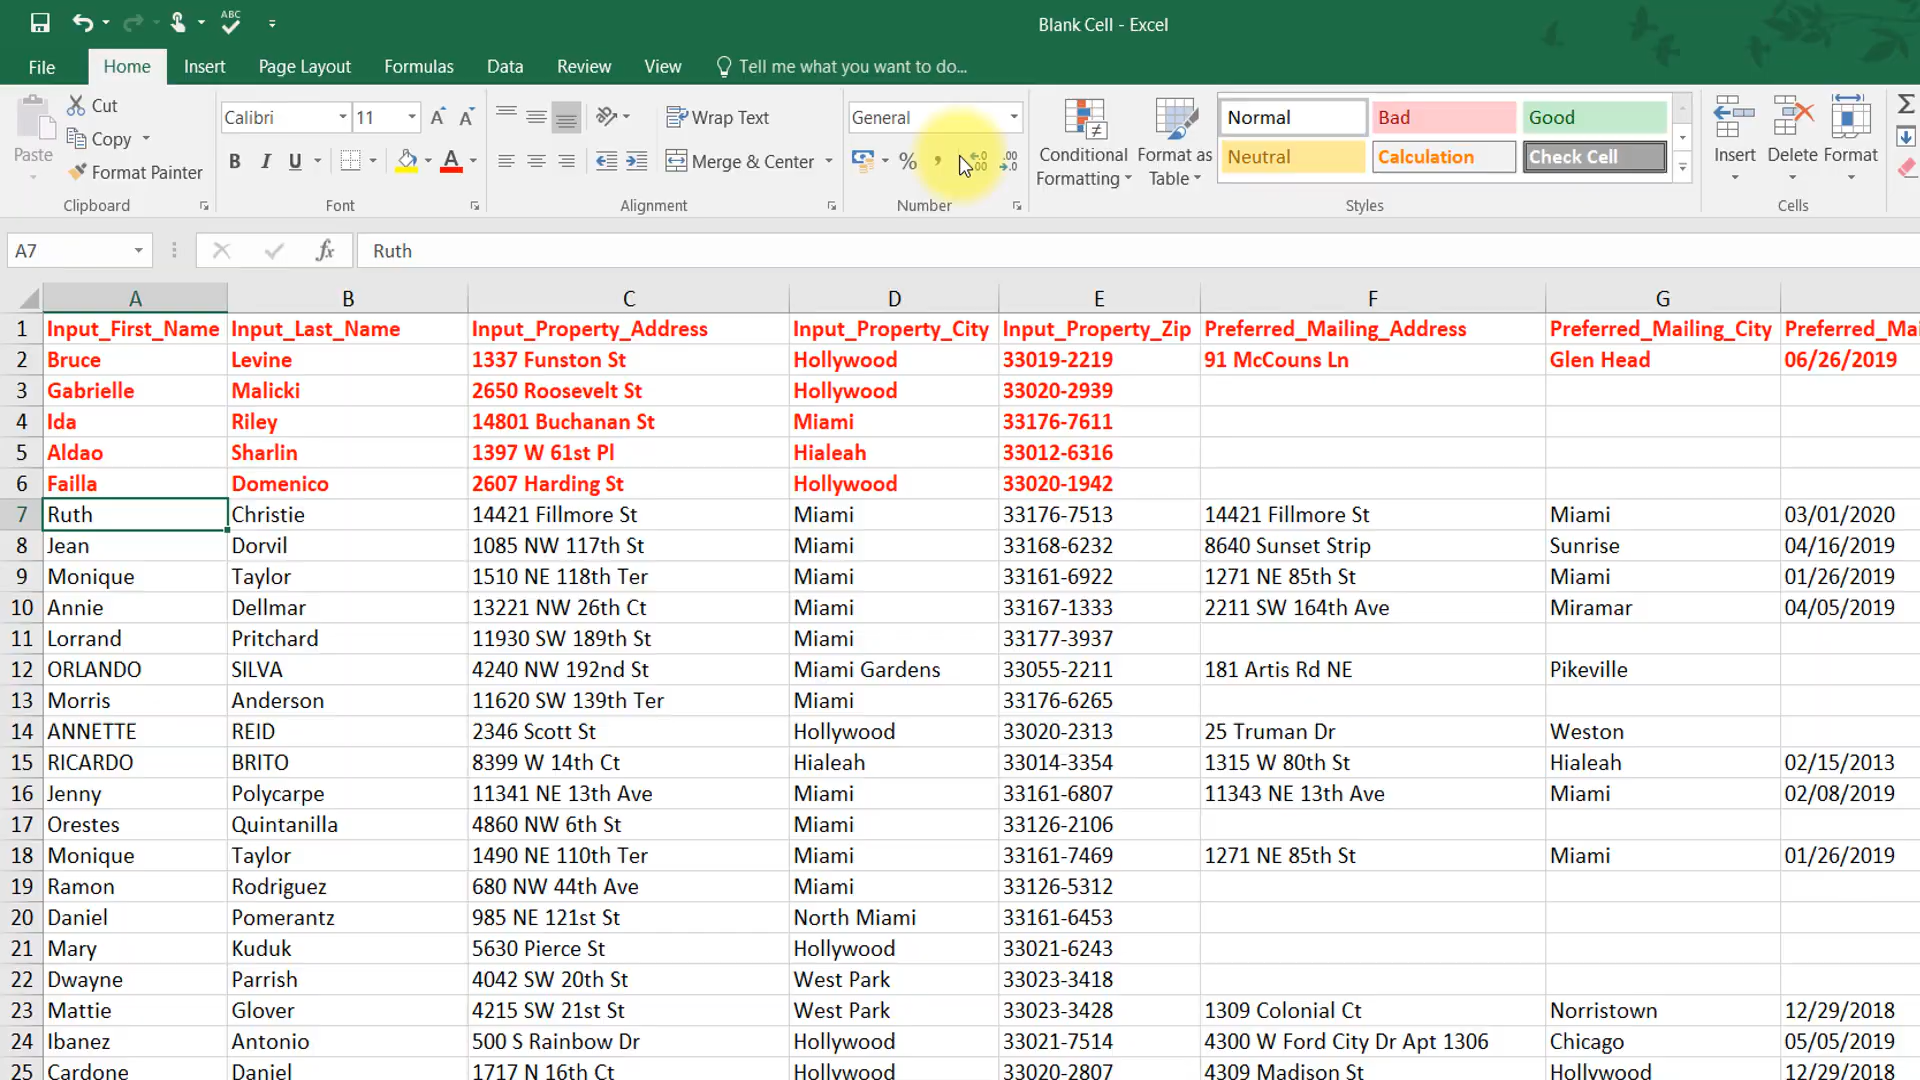 ABC
Blank Cell - Excel
File Home Insert Page Layout Formulas Data Review View Tell me what you want to do...
Paste
Cut
Copy
Format Painter
Clipboard
Calibri 11 A A
B I U A
Font
Wrap Text
Merge & Center
Alignment
General
% , .0 .00 .00 .0
Number
Conditional Formatting
Format as Table
Normal Bad Good
Neutral Calculation Check Cell
Styles
Insert Delete Format
Cells
Σ
A7 fx Ruth
A B C D E F G
1 Input_First_Name Input_Last_Name Input_Property_Address Input_Property_City Input_Property_Zip Preferred_Mailing_Address Preferred_Mailing_City Preferred_Mai
2 Bruce Levine 1337 Funston St Hollywood 33019-2219 91 McCouns Ln Glen Head 06/26/2019
3 Gabrielle Malicki 2650 Roosevelt St Hollywood 33020-2939
4 Ida Riley 14801 Buchanan St Miami 33176-7611
5 Aldao Sharlin 1397 W 61st Pl Hialeah 33012-6316
6 Failla Domenico 2607 Harding St Hollywood 33020-1942
7 Ruth Christie 14421 Fillmore St Miami 33176-7513 14421 Fillmore St Miami 03/01/2020
8 Jean Dorvil 1085 NW 117th St Miami 33168-6232 8640 Sunset Strip Sunrise 04/16/2019
9 Monique Taylor 1510 NE 118th Ter Miami 33161-6922 1271 NE 85th St Miami 01/26/2019
10 Annie Dellmar 13221 NW 26th Ct Miami 33167-1333 2211 SW 164th Ave Miramar 04/05/2019
11 Lorrand Pritchard 11930 SW 189th St Miami 33177-3937
12 ORLANDO SILVA 4240 NW 192nd St Miami Gardens 33055-2211 181 Artis Rd NE Pikeville
13 Morris Anderson 11620 SW 139th Ter Miami 33176-6265
14 ANNETTE REID 2346 Scott St Hollywood 33020-2313 25 Truman Dr Weston
15 RICARDO BRITO 8399 W 14th Ct Hialeah 33014-3354 1315 W 80th St Hialeah 02/15/2013
16 Jenny Polycarpe 11341 NE 13th Ave Miami 33161-6807 11343 NE 13th Ave Miami 02/08/2019
17 Orestes Quintanilla 4860 NW 6th St Miami 33126-2106
18 Monique Taylor 1490 NE 110th Ter Miami 33161-7469 1271 NE 85th St Miami 01/26/2019
19 Ramon Rodriguez 680 NW 44th Ave Miami 33126-5312
20 Daniel Pomerantz 985 NE 121st St North Miami 33161-6453
21 Mary Kuduk 5630 Pierce St Hollywood 33021-6243
22 Dwayne Parrish 4042 SW 20th St West Park 33023-3418
23 Mattie Glover 4215 SW 21st St West Park 33023-3428 1309 Colonial Ct Norristown 12/29/2018
24 Ibanez Antonio 500 S Rainbow Dr Hollywood 33021-7514 4300 W Ford City Dr Apt 1306 Chicago 05/05/2019
25 Cardone Daniel 1717 N 16th Ct Hollywood 33020-2807 4309 Madison St Hollywood 12/29/2018